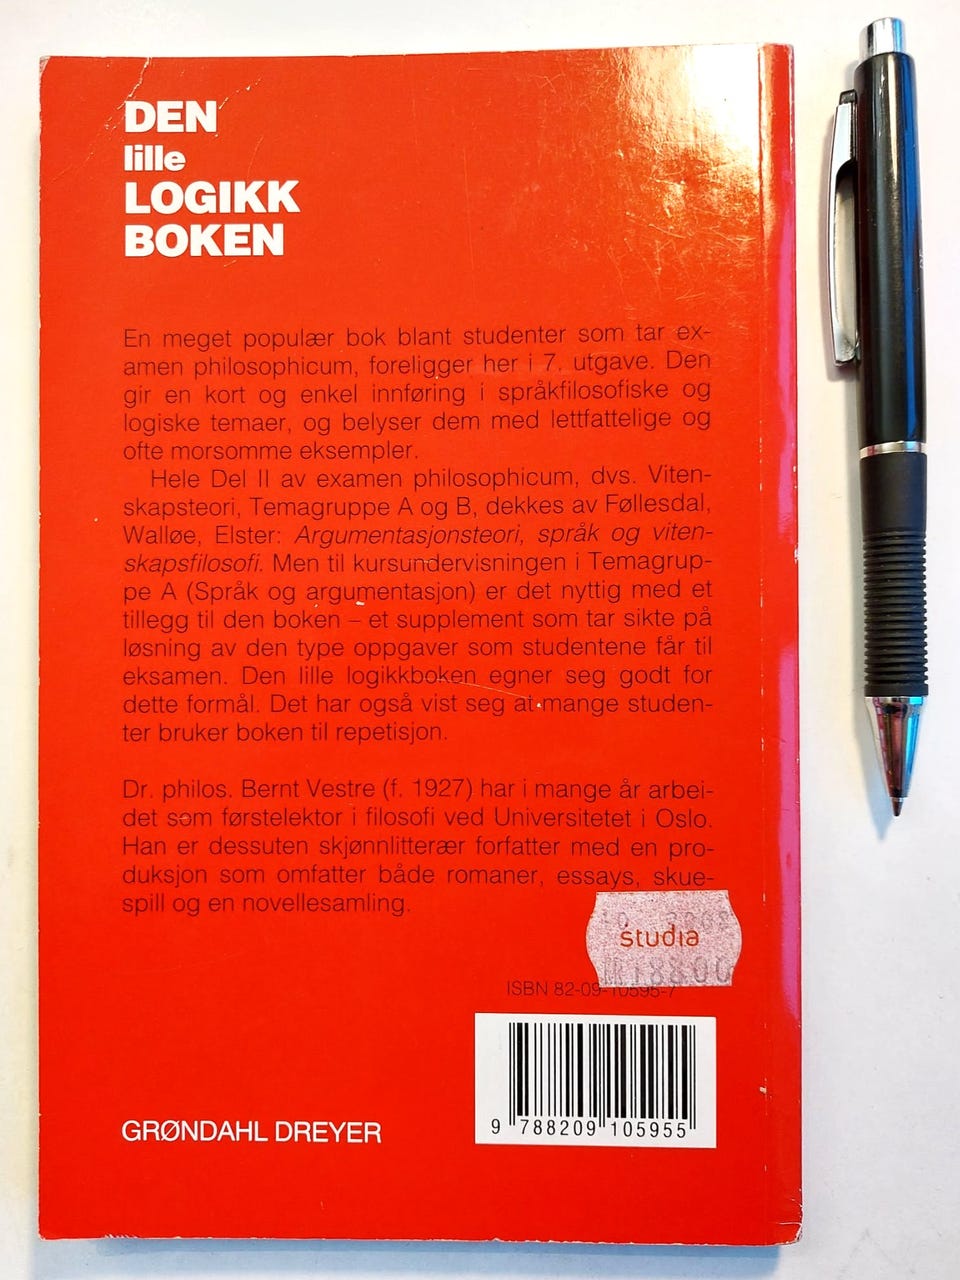 DEN
lille
LOGIKK
BOKEN
En meget populær bok blant studenter som tar ex-
amen philosophicum, foreligger her i 7. utgave. Den
gir en kort og enkel innføring i språkfilosofiske og
logiske temaer, og belyser dem med lettfattelige og
ofte morsomme eksempler.
Hele Del II av examen philosophicum, dvs. Viten-
skapsteori, Temagruppe A og B, dekkes av Føllesdal,
Walløe, Elster: Argumentasjonsteori, språk og viten-
skapsfilosofi. Men til kursundervisningen i Temagrup-
pe A (Språk og argumentasjon) er det nyttig med et
tillegg til den boken – et supplement som tar sikte på
løsning av den type oppgaver som studentene får til
eksamen. Den lille logikkboken egner seg godt for
dette formål. Det har også vist seg at mange studen-
ter bruker boken til repetisjon.
Dr. philos. Bernt Vestre (f. 1927) har i mange år arbei-
det som førstelektor i filosofi ved Universitetet i Oslo.
Han er dessuten skjønnlitterær forfatter med en pro-
duksjon som omfatter både romaner, essays, skue-
spill og en novellesamling.
studia
ISBN 82-09-10595-7
9 788209 105955
GRØNDAHL DREYER